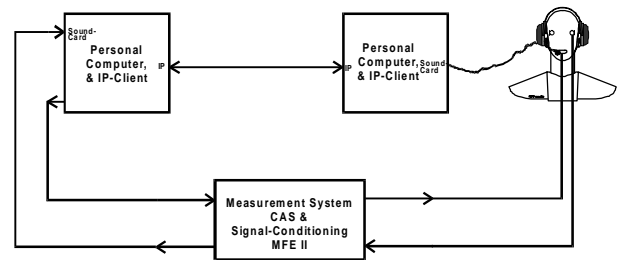 Sound-
Card
Personal
Computer,
& IP-Client
IP
Personal
Computer,
& IP-Client
IP
Sound-
Card
Measurement System
CAS &
Signal-Conditioning
MFE II